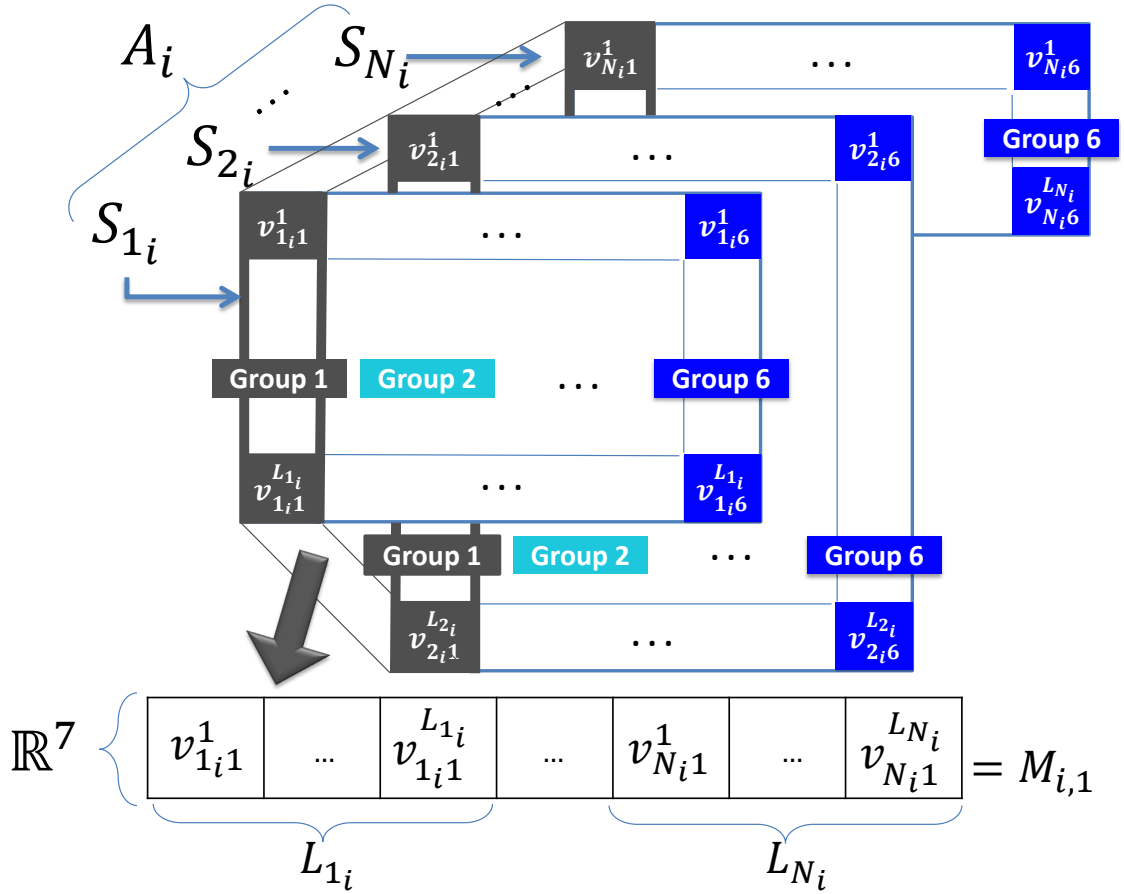 A_i
S_{N_i} v^1_{N_i1} ... v^1_{N_i6}
...
...
S_{2_i} v^1_{2_i1} ... v^1_{2_i6}
Group 6
v^{L_{N_i}}_{N_i6}
S_{1_i} v^1_{1_i1} ... v^1_{1_i6}
Group 1 Group 2 ... Group 6
v^{L_{1_i}}_{1_i1} ... v^{L_{1_i}}_{1_i6}
Group 1 Group 2 ... Group 6
v^{L_{2_i}}_{2_i1} ... v^{L_{2_i}}_{2_i6}
ℝ^7 v^1_{1_i1} ... v^{L_{1_i}}_{1_i1} ... v^1_{N_i1} ... v^{L_{N_i}}_{N_i1} = M_{i,1}
L_{1_i} L_{N_i}